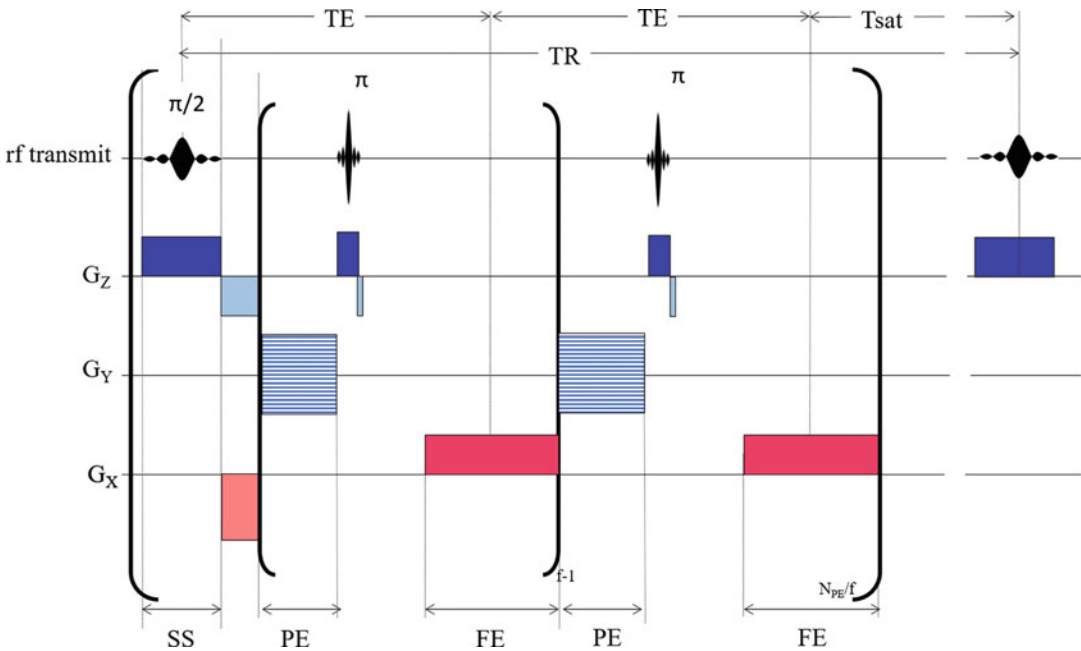 TE TE Tsat
TR
π/2 π π
rf transmit
G_Z
G_Y
G_X
f-1 N_PE/f
SS PE FE PE FE